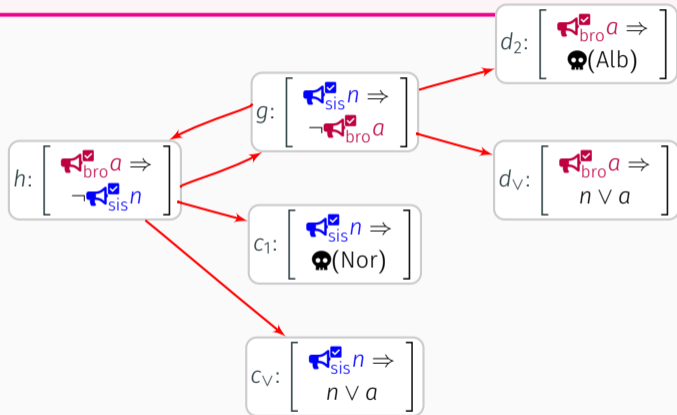 d₂: [ 📢☑bro a ⇒
💀(Alb) ]
g: [ 📢☑sis n ⇒
¬📢☑bro a ]
h: [ 📢☑bro a ⇒
¬📢☑sis n ]
d∨: [ 📢☑bro a ⇒
n ∨ a ]
c₁: [ 📢☑sis n ⇒
💀(Nor) ]
c∨: [ 📢☑sis n ⇒
n ∨ a ]